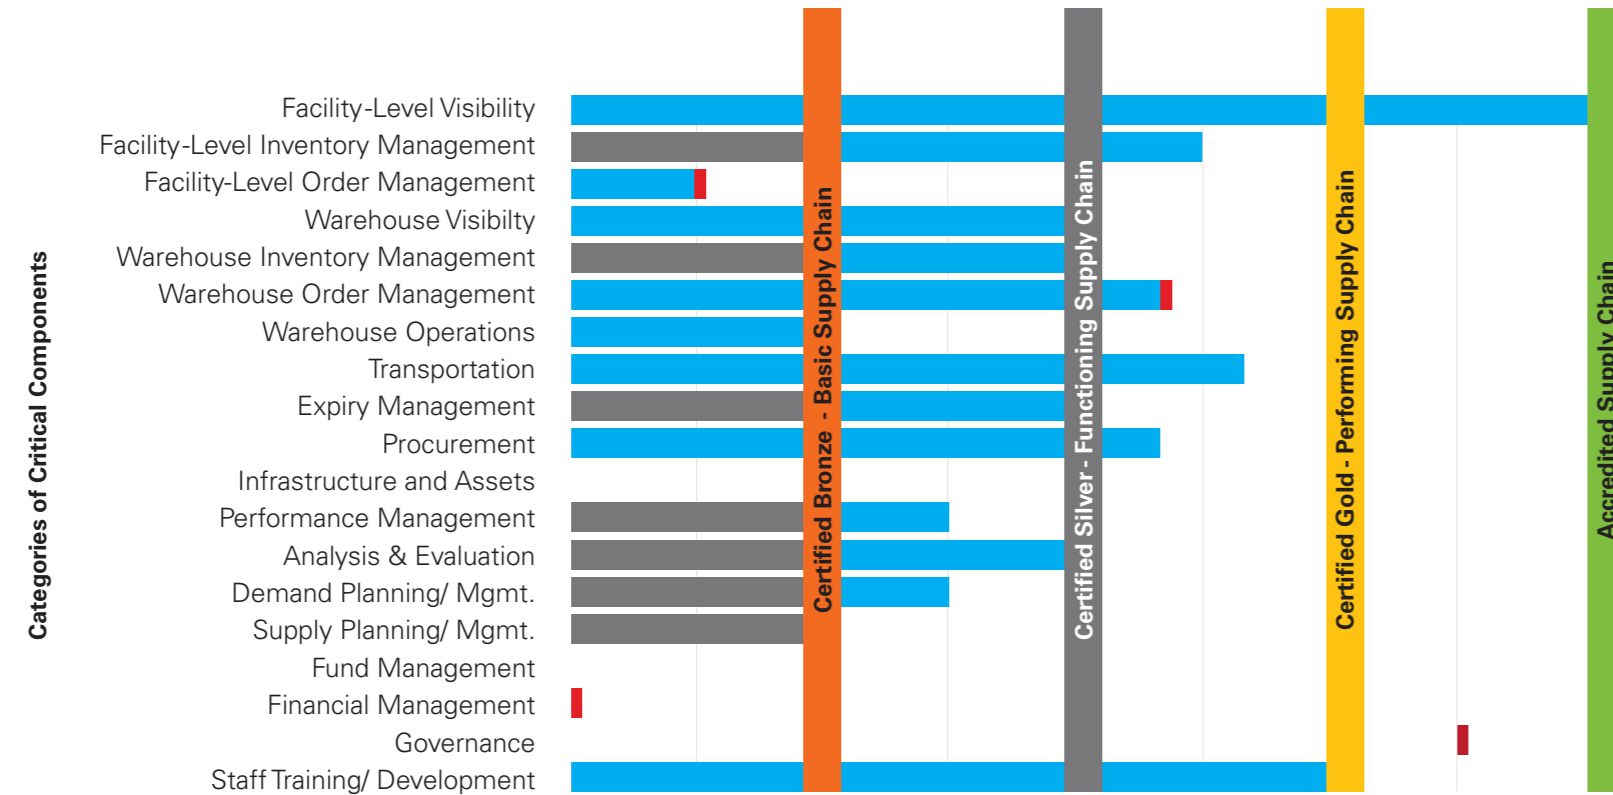 Categories of Critical Components
Facility-Level Visibility
Facility-Level Inventory Management
Facility-Level Order Management
Warehouse Visibilty
Warehouse Inventory Management
Warehouse Order Management
Warehouse Operations
Transportation
Expiry Management
Procurement
Infrastructure and Assets
Performance Management
Analysis & Evaluation
Demand Planning/ Mgmt.
Supply Planning/ Mgmt.
Fund Management
Financial Management
Governance
Staff Training/ Development
Certified Bronze - Basic Supply Chain
Certified Silver - Functioning Supply Chain
Certified Gold - Performing Supply Chain
Accredited Supply Chain